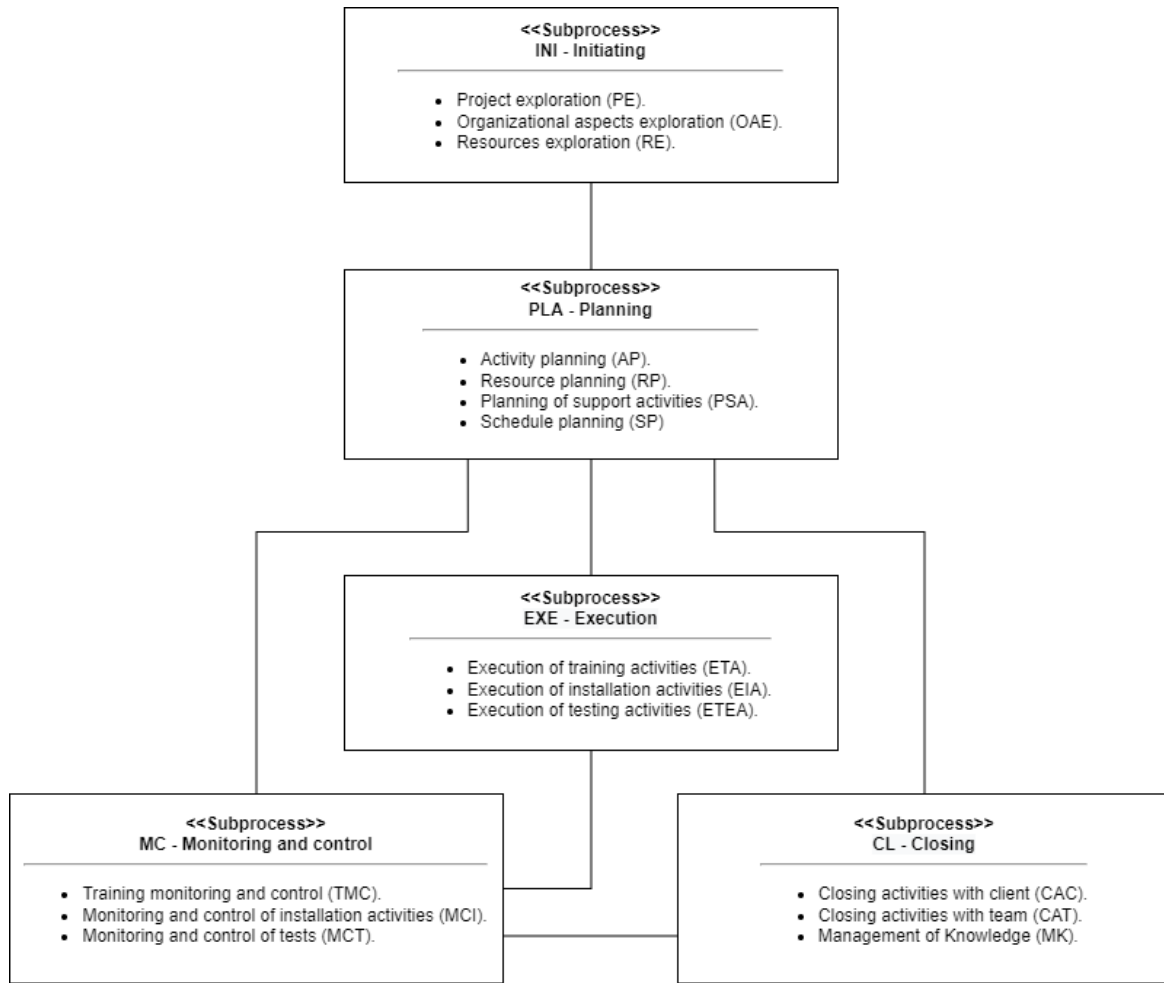 <<Subprocess>>
INI - Initiating
• Project exploration (PE).
• Organizational aspects exploration (OAE).
• Resources exploration (RE).
<<Subprocess>>
PLA - Planning
• Activity planning (AP).
• Resource planning (RP).
• Planning of support activities (PSA).
• Schedule planning (SP)
<<Subprocess>>
EXE - Execution
• Execution of training activities (ETA).
• Execution of installation activities (EIA).
• Execution of testing activities (ETEA).
<<Subprocess>>
MC - Monitoring and control
• Training monitoring and control (TMC).
• Monitoring and control of installation activities (MCI).
• Monitoring and control of tests (MCT).
<<Subprocess>>
CL - Closing
• Closing activities with client (CAC).
• Closing activities with team (CAT).
• Management of Knowledge (MK).